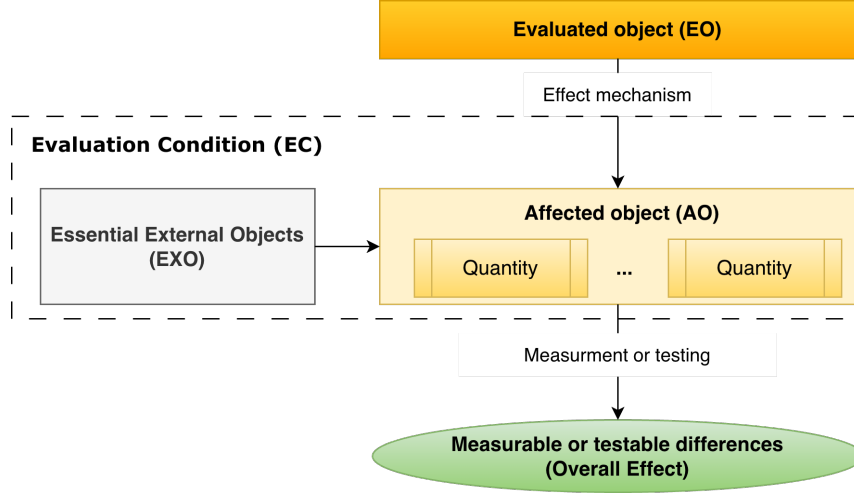 Evaluated object (EO)
Effect mechanism
Evaluation Condition (EC)
Essential External Objects
(EXO)
Affected object (AO)
Quantity
...
Quantity
Measurment or testing
Measurable or testable differences
(Overall Effect)